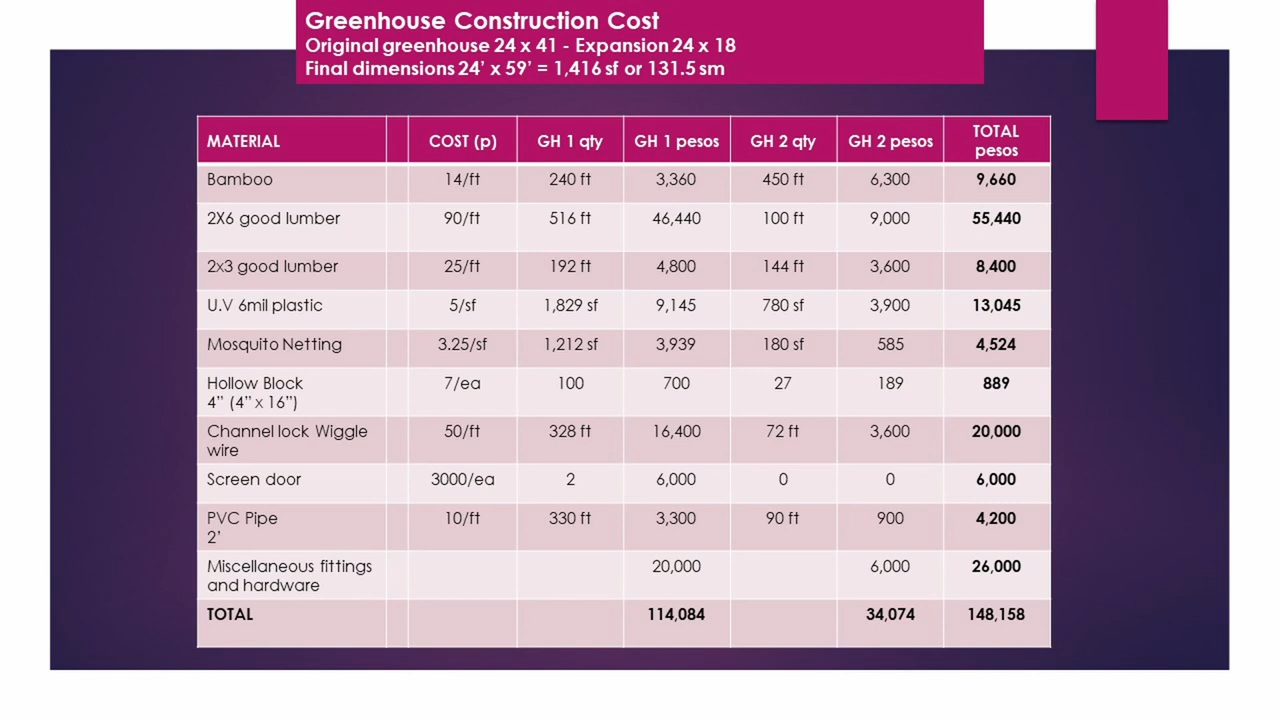 Greenhouse Construction Cost
Original greenhouse 24 x 41 - Expansion 24 x 18
Final dimensions 24’ x 59’ = 1,416 sf or 131.5 sm
MATERIAL COST (p) GH 1 qty GH 1 pesos GH 2 qty GH 2 pesos TOTAL
pesos
Bamboo 14/ft 240 ft 3,360 450 ft 6,300 9,660
2X6 good lumber 90/ft 516 ft 46,440 100 ft 9,000 55,440
2x3 good lumber 25/ft 192 ft 4,800 144 ft 3,600 8,400
U.V 6mil plastic 5/sf 1,829 sf 9,145 780 sf 3,900 13,045
Mosquito Netting 3.25/sf 1,212 sf 3,939 180 sf 585 4,524
Hollow Block 7/ea 100 700 27 189 889
4” (4” x 16”)
Channel lock Wiggle 50/ft 328 ft 16,400 72 ft 3,600 20,000
wire
Screen door 3000/ea 2 6,000 0 0 6,000
PVC Pipe 10/ft 330 ft 3,300 90 ft 900 4,200
2’
Miscellaneous fittings 20,000 6,000 26,000
and hardware
TOTAL 114,084 34,074 148,158